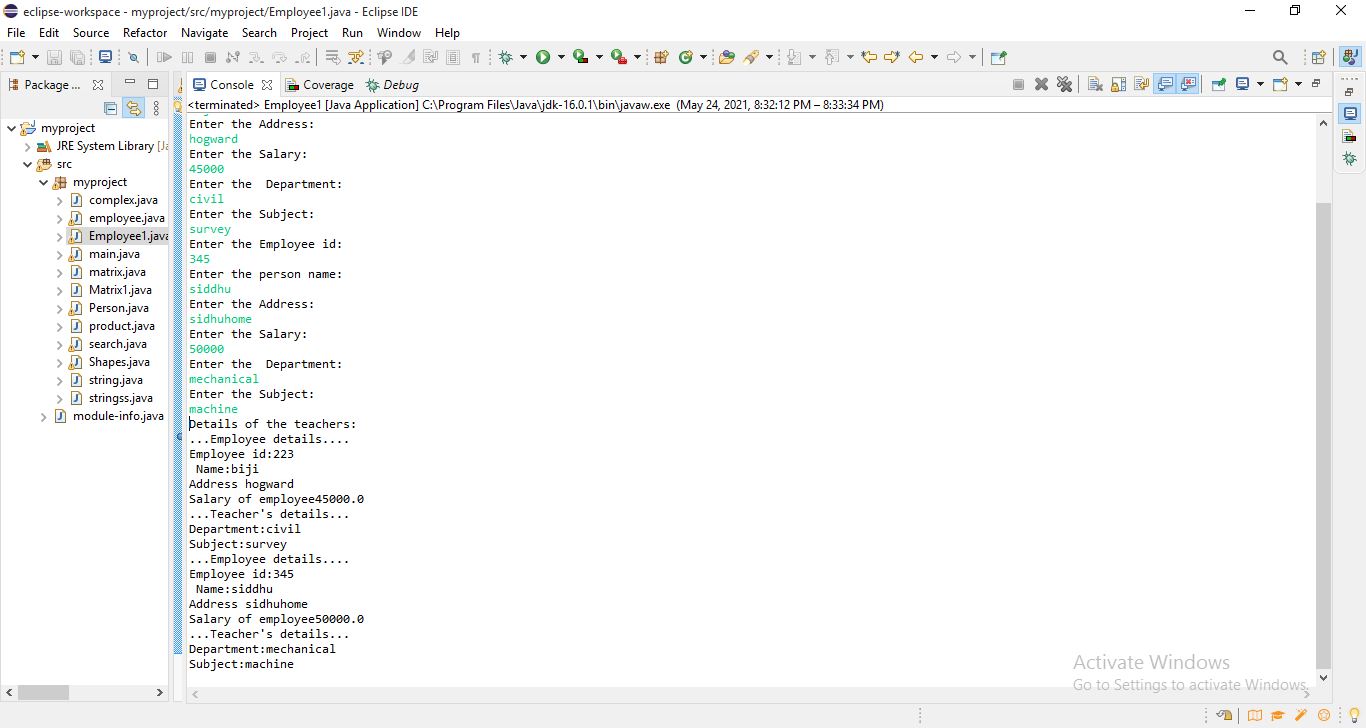 eclipse-workspace - myproject/src/myproject/Employee1.java - Eclipse IDE
File Edit Source Refactor Navigate Search Project Run Window Help
Package ...
Console Coverage Debug
<terminated> Employee1 [Java Application] C:\Program Files\Java\jdk-16.0.1\bin\javaw.exe (May 24, 2021, 8:32:12 PM – 8:33:34 PM)
myproject
JRE System Library [Ja
src
myproject
complex.java
employee.java
Employee1.java
main.java
matrix.java
Matrix1.java
Person.java
product.java
search.java
Shapes.java
string.java
stringss.java
module-info.java
Enter the Address:
hogward
Enter the Salary:
45000
Enter the  Department:
civil
Enter the Subject:
survey
Enter the Employee id:
345
Enter the person name:
siddhu
Enter the Address:
sidhuhome
Enter the Salary:
50000
Enter the  Department:
mechanical
Enter the Subject:
machine
Details of the teachers:
...Employee details....
Employee id:223
 Name:biji
Address hogward
Salary of employee45000.0
...Teacher's details...
Department:civil
Subject:survey
...Employee details....
Employee id:345
 Name:siddhu
Address sidhuhome
Salary of employee50000.0
...Teacher's details...
Department:mechanical
Subject:machine
Activate Windows
Go to Settings to activate Windows.